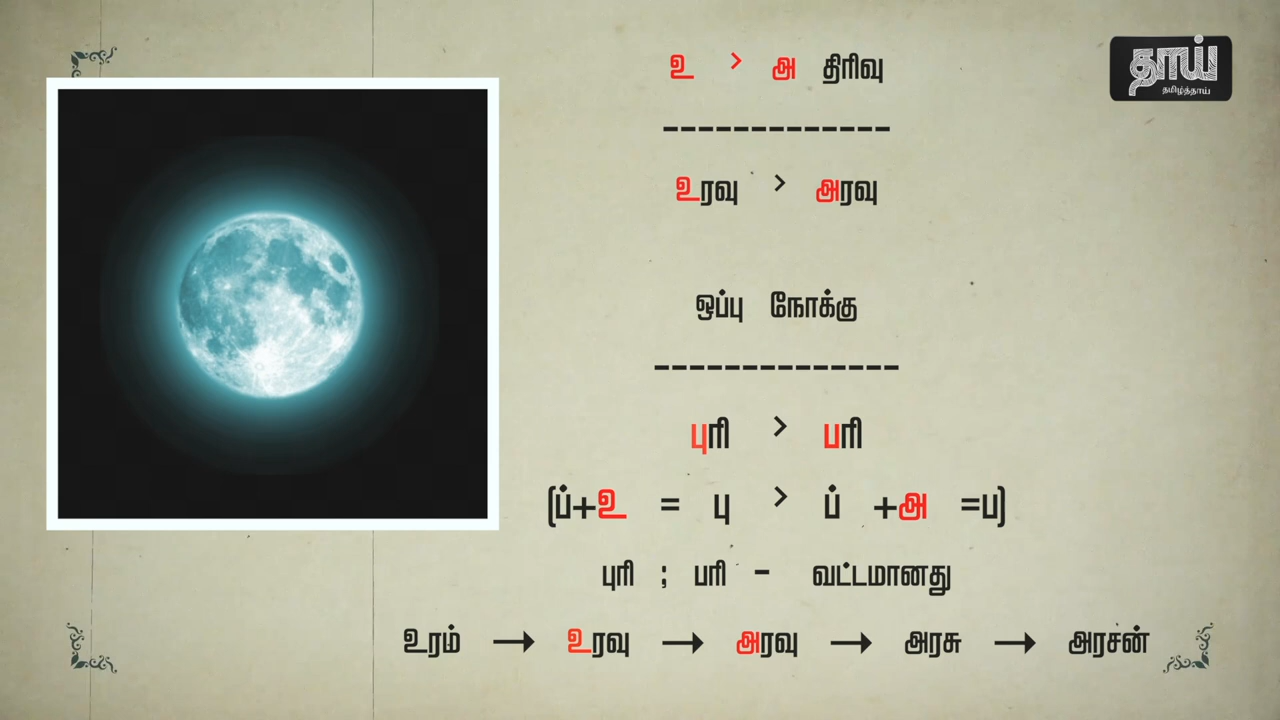 உ > அ திரிவு
-------------
உரவு > அரவு
ஒப்பு நோக்கு
--------------
புரி > பரி
(ப்+உ = பு > ப் +அ =ப)
புரி ; பரி - வட்டமானது
உரம் → உரவு → அரவு → அரசு → அரசன்
தாய்
தமிழ்த்தாய்